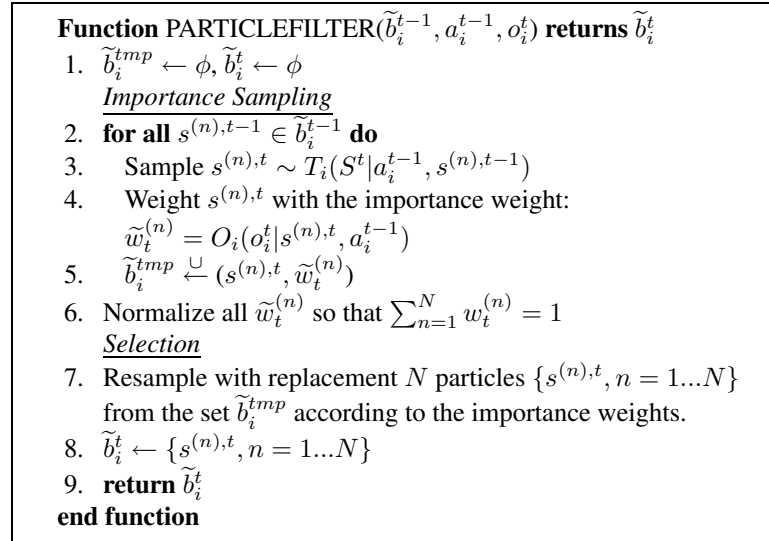 Function PARTICLEFILTER(b̃_i^{t-1}, a_i^{t-1}, o_i^t) returns b̃_i^t
1. b̃_i^{tmp} ← ϕ, b̃_i^t ← ϕ
Importance Sampling
2. for all s^{(n),t-1} ∈ b̃_i^{t-1} do
3. Sample s^{(n),t} ∼ T_i(S^t|a_i^{t-1}, s^{(n),t-1})
4. Weight s^{(n),t} with the importance weight:
w̃_t^{(n)} = O_i(o_i^t|s^{(n),t}, a_i^{t-1})
5. b̃_i^{tmp} ←^∪ (s^{(n),t}, w̃_t^{(n)})
6. Normalize all w̃_t^{(n)} so that ∑_{n=1}^N w_t^{(n)} = 1
Selection
7. Resample with replacement N particles {s^{(n),t}, n = 1...N}
from the set b̃_i^{tmp} according to the importance weights.
8. b̃_i^t ← {s^{(n),t}, n = 1...N}
9. return b̃_i^t
end function